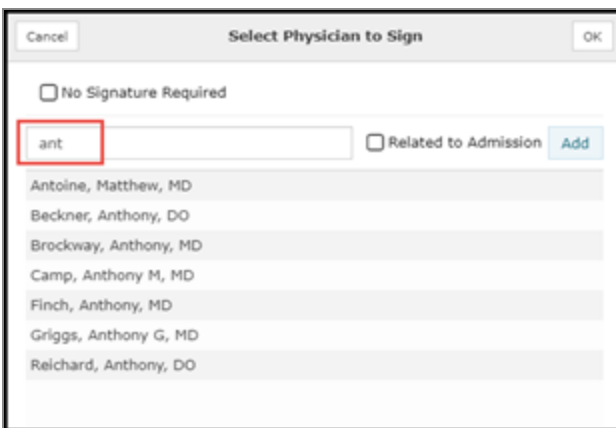 Cancel Select Physician to Sign OK
No Signature Required
ant Related to Admission Add
Antoine, Matthew, MD
Beckner, Anthony, DO
Brockway, Anthony, MD
Camp, Anthony M, MD
Finch, Anthony, MD
Griggs, Anthony G, MD
Reichard, Anthony, DO